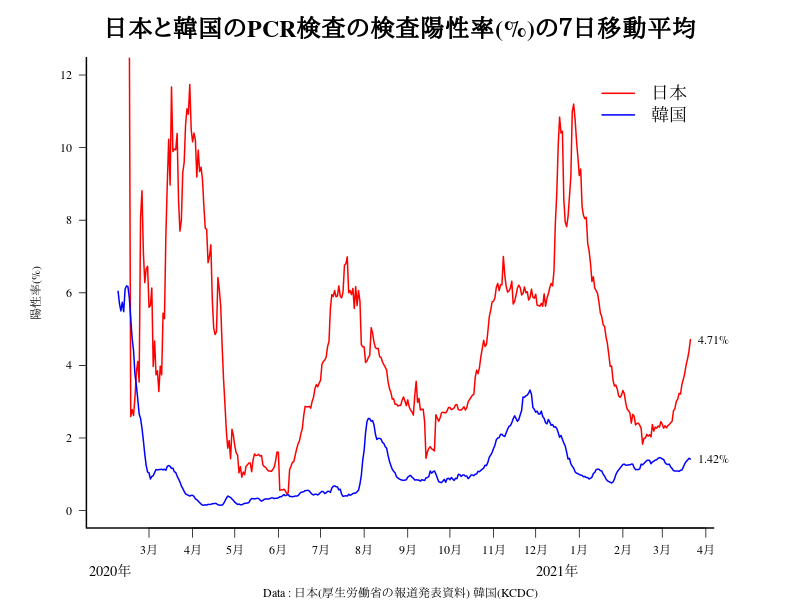 日本と韓国のPCR検査の検査陽性率(%)の7日移動平均
日本
韓国
陽性率(%)
12
10
8
6
4
2
0
4.71%
1.42%
3月 4月 5月 6月 7月 8月 9月 10月 11月 12月 1月 2月 3月 4月
2020年 2021年
Data : 日本(厚生労働省の報道発表資料) 韓国(KCDC)